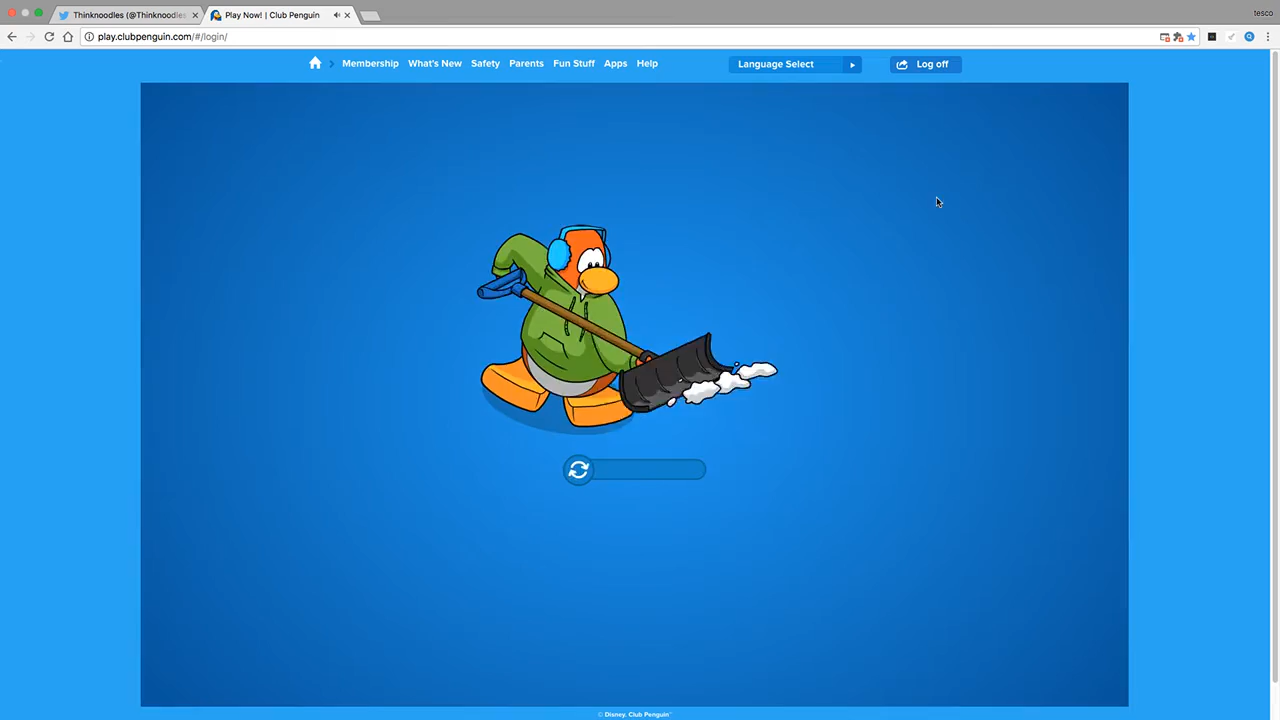 Thinknoodles (@Thinknoodles
Play Now! | Club Penguin
tesco
play.clubpenguin.com/#/login/
Membership What's New Safety Parents Fun Stuff Apps Help Language Select Log off
© Disney. Club Penguin™